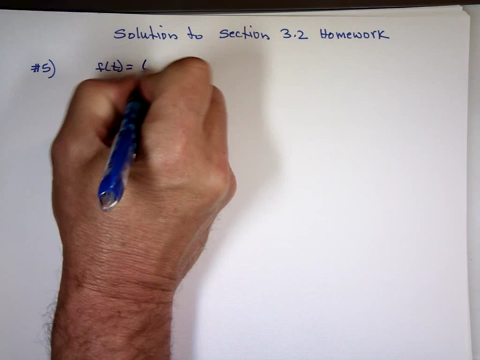 Solution to Section 3.2 Homework
#5) f(t) = (